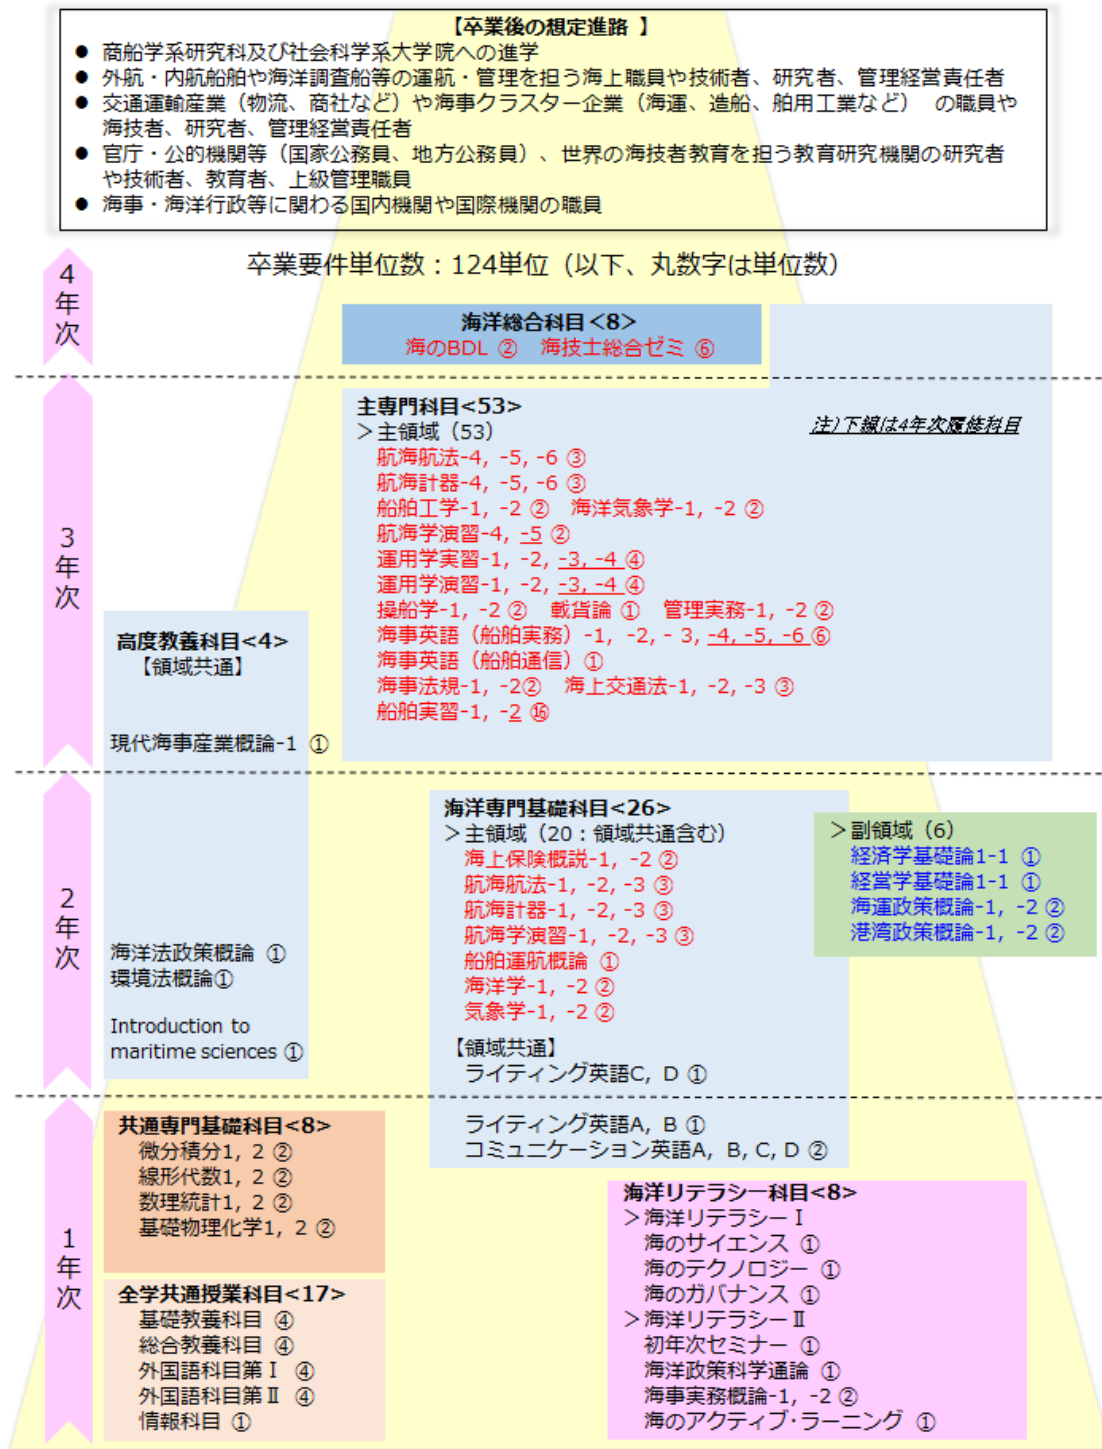 【卒業後の想定進路 】
● 商船学系研究科及び社会科学系大学院への進学
● 外航・内航船舶や海洋調査船等の運航・管理を担う海上職員や技術者、研究者、管理経営責任者
● 交通運輸産業（物流、商社など）や海事クラスター企業（海運、造船、舶用工業など） の職員や
海技者、研究者、管理経営責任者
● 官庁・公的機関等（国家公務員、地方公務員）、世界の海技者教育を担う教育研究機関の研究者
や技術者、教育者、上級管理職員
● 海事・海洋行政等に関わる国内機関や国際機関の職員
卒業要件単位数：124単位（以下、丸数字は単位数）
4年次
海洋総合科目<8>
海のBDL ② 海技士総合ゼミ ⑥
3年次
主専門科目<53>
注）下線は4年次履修科目
＞主領域（53）
航海航法-4, -5, -6 ③
航海計器-4, -5, -6 ③
船舶工学-1, -2 ② 海洋気象学-1, -2 ②
航海学演習-4, -5 ②
運用学実習-1, -2, -3, -4 ④
運用学演習-1, -2, -3, -4 ④
操船学-1, -2 ② 載貨論 ① 管理実務-1, -2 ②
海事英語（船舶実務）-1, -2, - 3, -4, -5, -6 ⑥
海事英語（船舶通信）①
海事法規-1, -2② 海上交通法-1, -2, -3 ③
船舶実習-1, -2 ⑯
高度教養科目<4>
【領域共通】
現代海事産業概論-1 ①
2年次
海洋法政策概論 ①
環境法概論①
Introduction to
maritime sciences ①
海洋専門基礎科目<26>
＞主領域（20：領域共通含む）
海上保険概説-1, -2 ②
航海航法-1, -2, -3 ③
航海計器-1, -2, -3 ③
航海学演習-1, -2, -3 ③
船舶運航概論 ①
海洋学-1, -2 ②
気象学-1, -2 ②
【領域共通】
ライティング英語C, D ①
ライティング英語A, B ①
コミュニケーション英語A, B, C, D ②
＞副領域（6）
経済学基礎論1-1 ①
経営学基礎論1-1 ①
海運政策概論-1, -2 ②
港湾政策概論-1, -2 ②
1年次
共通専門基礎科目<8>
微分積分1, 2 ②
線形代数1, 2 ②
数理統計1, 2 ②
基礎物理化学1, 2 ②
全学共通授業科目<17>
基礎教養科目 ④
総合教養科目 ④
外国語科目第Ⅰ ④
外国語科目第Ⅱ ④
情報科目 ①
海洋リテラシー科目<8>
＞海洋リテラシーⅠ
海のサイエンス ①
海のテクノロジー ①
海のガバナンス ①
＞海洋リテラシーⅡ
初年次セミナー ①
海洋政策科学通論 ①
海事実務概論-1, -2 ②
海のアクティブ・ラーニング ①